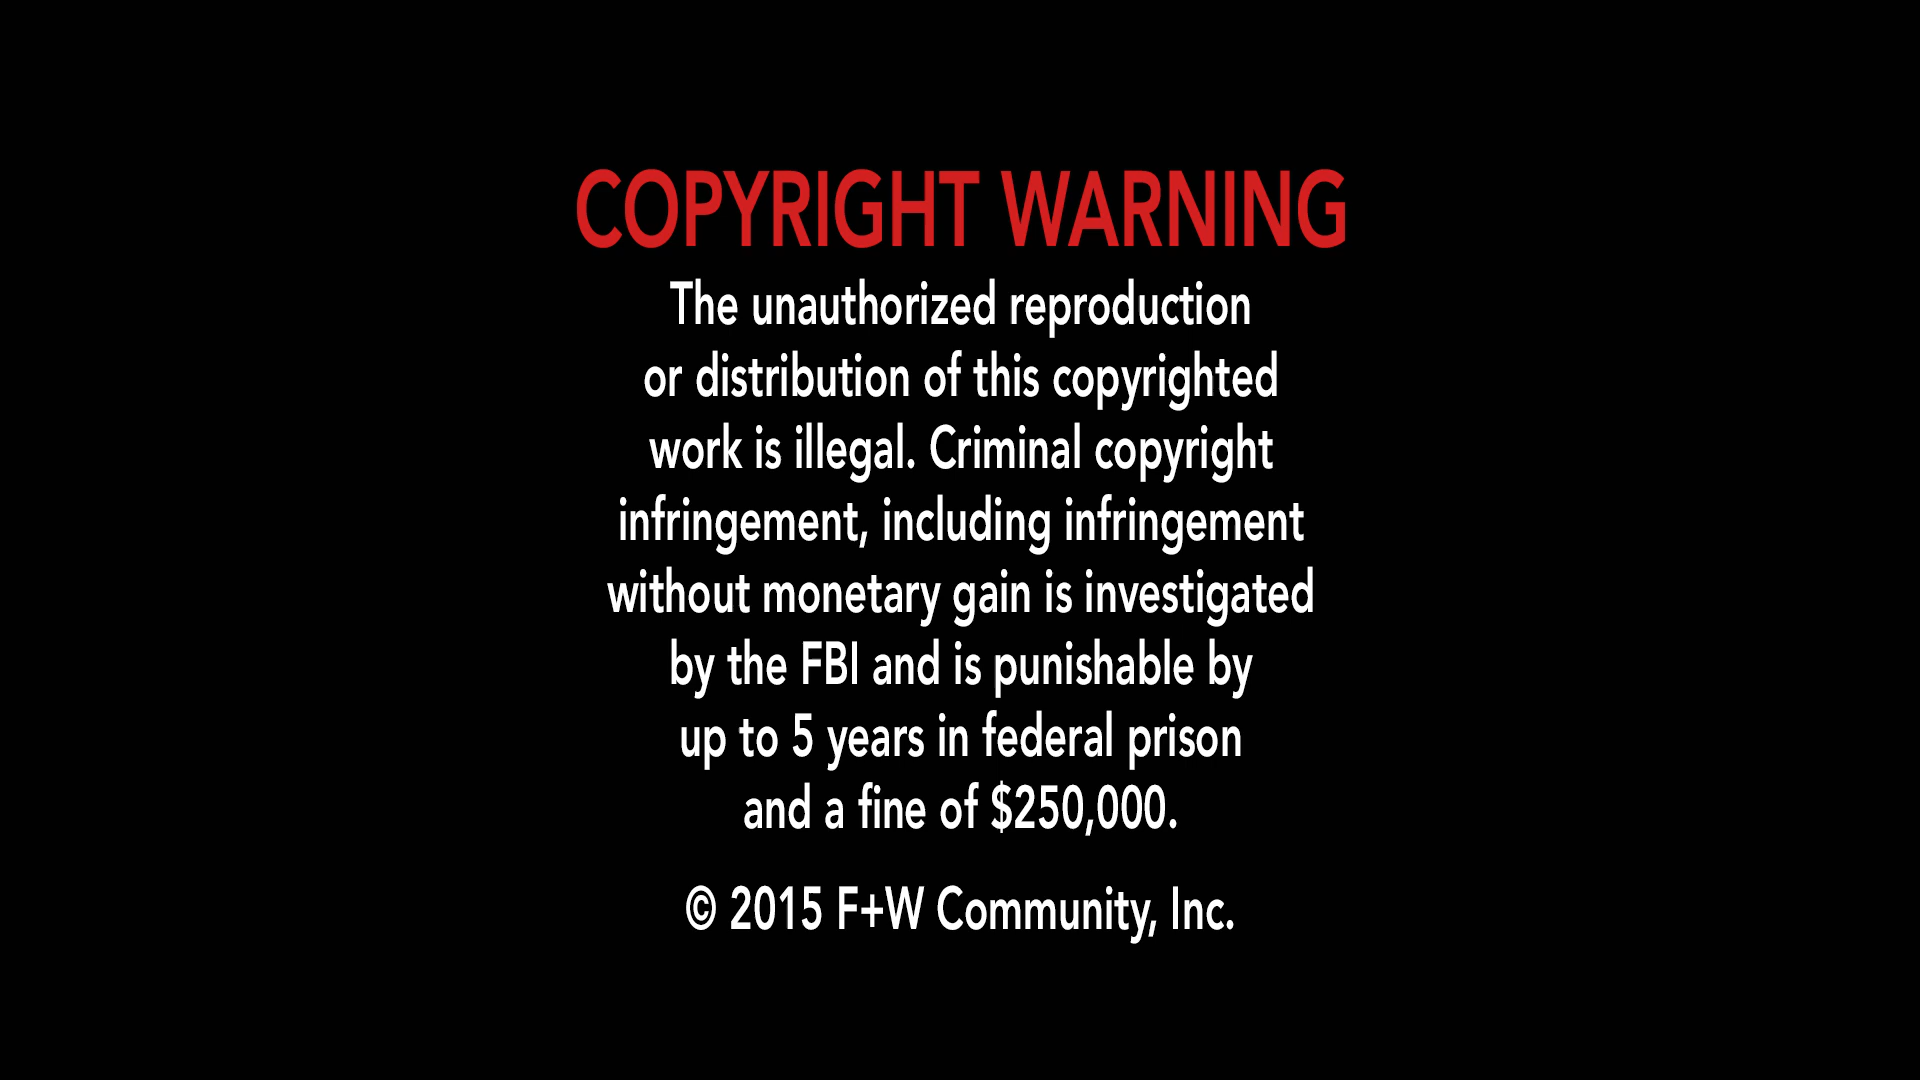 COPYRIGHT WARNING
The unauthorized reproduction
or distribution of this copyrighted
work is illegal. Criminal copyright
infringement, including infringement
without monetary gain is investigated
by the FBI and is punishable by
up to 5 years in federal prison
and a fine of $250,000.
© 2015 F+W Community, Inc.